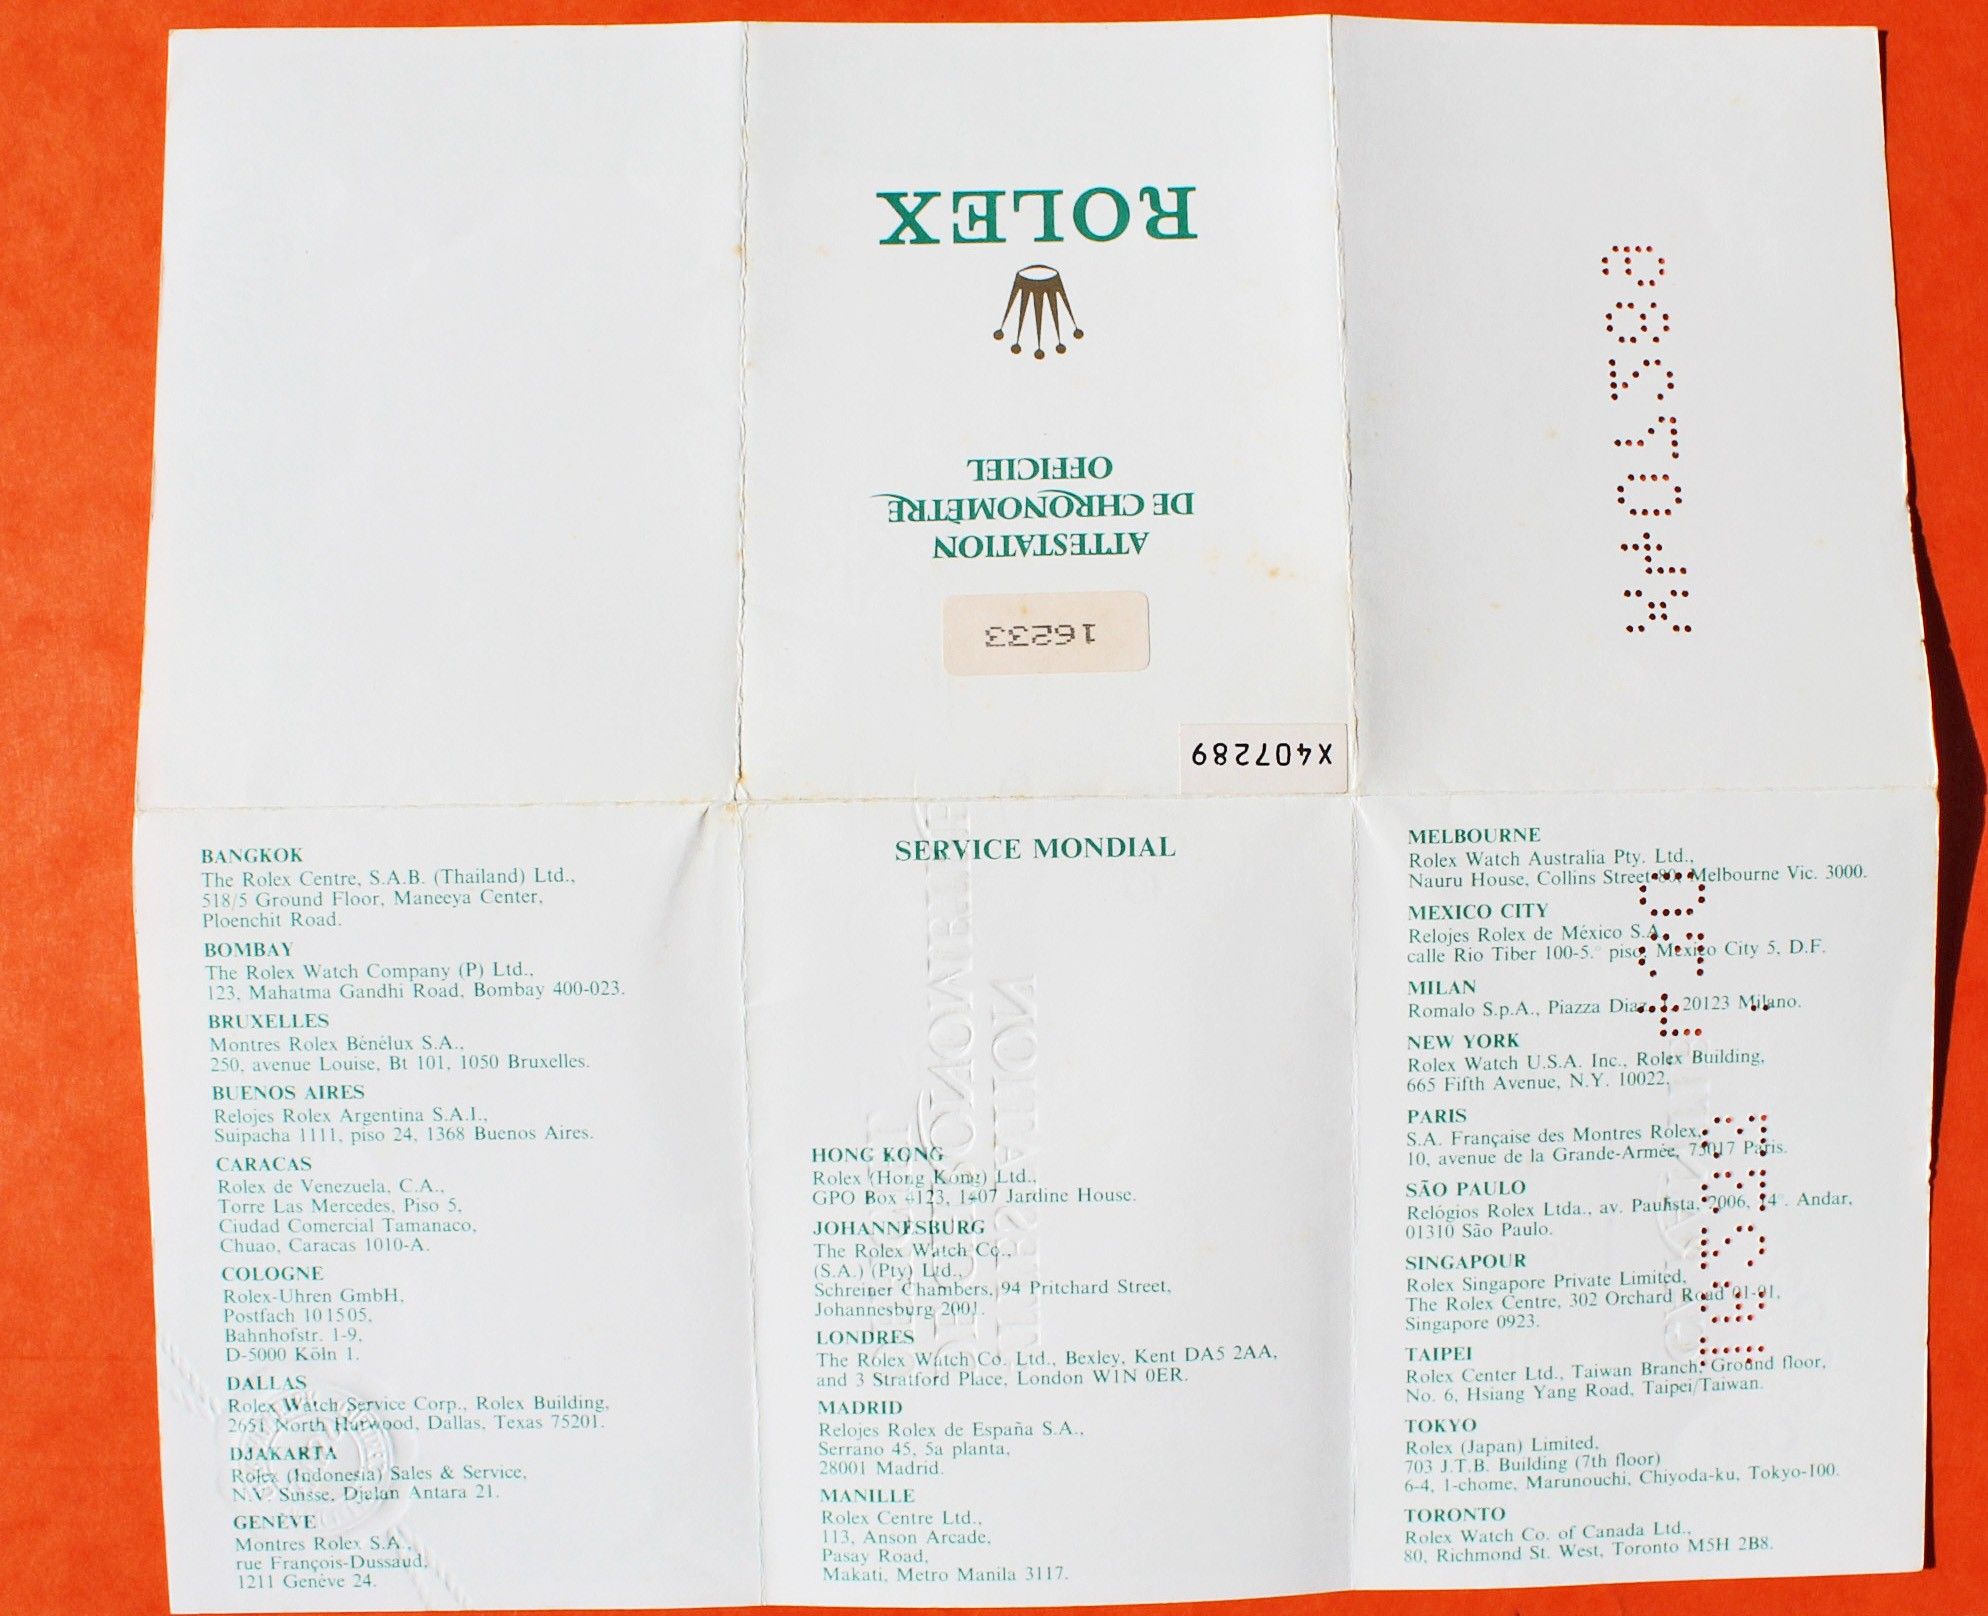 ROLEX
ATTESTATION
DE CHRONOMÈTRE
OFFICIEL
16233
X407289
X407289
BANGKOK
The Rolex Centre, S.A.B. (Thailand) Ltd.,
518/5 Ground Floor, Maneeya Center,
Ploenchit Road.
BOMBAY
The Rolex Watch Company (P) Ltd.,
123, Mahatma Gandhi Road, Bombay 400-023.
BRUXELLES
Montres Rolex Bénélux S.A.,
250, avenue Louise, Bt 101, 1050 Bruxelles.
BUENOS AIRES
Relojes Rolex Argentina S.A.I.,
Suipacha 1111, piso 24, 1368 Buenos Aires.
CARACAS
Rolex de Venezuela, C.A.,
Torre Las Mercedes, Piso 5,
Ciudad Comercial Tamanaco,
Chuao, Caracas 1010-A.
COLOGNE
Rolex-Uhren GmbH,
Postfach 101505,
Bahnhofstr. 1-9,
D-5000 Köln 1.
DALLAS
Rolex Watch Service Corp., Rolex Building,
2651 North Harwood, Dallas, Texas 75201.
DJAKARTA
Rolex (Indonesia) Sales & Service,
N.V. Suisse, Djalan Antara 21.
GENÈVE
Montres Rolex S.A.,
rue François-Dussaud,
1211 Genève 24.
SERVICE MONDIAL
HONG KONG
Rolex (Hong Kong) Ltd.,
GPO Box 4123, 1407 Jardine House.
JOHANNESBURG
The Rolex Watch Co.,
(S.A.) (Pty) Ltd.,
Schreiner Chambers, 94 Pritchard Street,
Johannesburg 2001.
LONDRES
The Rolex Watch Co. Ltd., Bexley, Kent DA5 2AA,
and 3 Stratford Place, London W1N 0ER.
MADRID
Relojes Rolex de España S.A.,
Serrano 45, 5a planta,
28001 Madrid.
MANILLE
Rolex Centre Ltd.,
113, Anson Arcade,
Pasay Road,
Makati, Metro Manila 3117.
MELBOURNE
Rolex Watch Australia Pty. Ltd.,
Nauru House, Collins Street 80, Melbourne Vic. 3000.
MEXICO CITY
Relojes Rolex de México S.A.
calle Rio Tiber 100-5.° piso, Mexico City 5, D.F.
MILAN
Romalo S.p.A., Piazza Diaz 1, 20123 Milano.
NEW YORK
Rolex Watch U.S.A. Inc., Rolex Building,
665 Fifth Avenue, N.Y. 10022.
PARIS
S.A. Française des Montres Rolex,
10, avenue de la Grande-Armée, 75017 Paris.
SÃO PAULO
Relógios Rolex Ltda., av. Paulista, 2006, 14°. Andar,
01310 São Paulo.
SINGAPOUR
Rolex Singapore Private Limited,
The Rolex Centre, 302 Orchard Road 01-01,
Singapore 0923.
TAIPEI
Rolex Center Ltd., Taiwan Branch, Ground floor,
No. 6, Hsiang Yang Road, Taipei/Taiwan.
TOKYO
Rolex (Japan) Limited,
703 J.T.B. Building (7th floor)
6-4, 1-chome, Marunouchi, Chiyoda-ku, Tokyo-100.
TORONTO
Rolex Watch Co. of Canada Ltd.,
80, Richmond St. West, Toronto M5H 2B8.